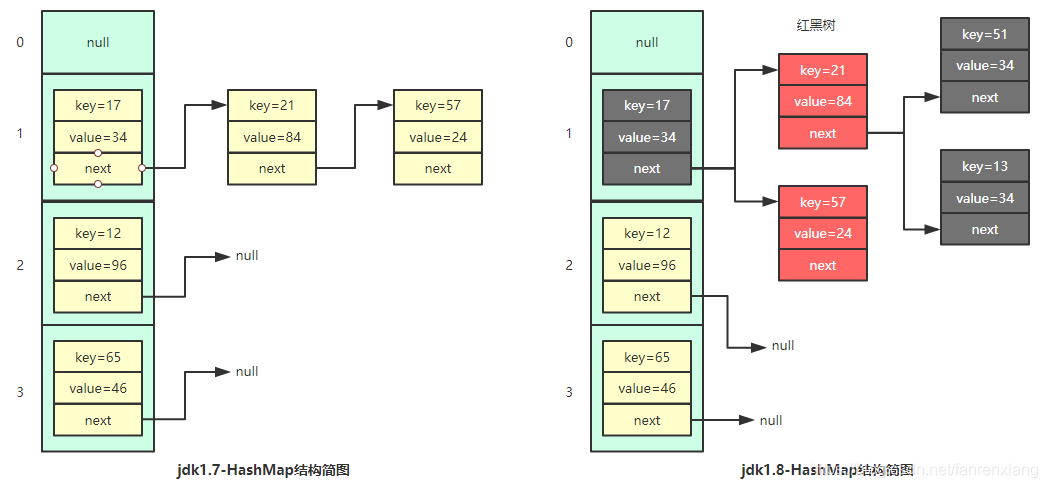 0
null
1
key=17
value=34
next
key=21
value=84
next
key=57
value=24
next
2
key=12
value=96
next
null
3
key=65
value=46
next
null
jdk1.7-HashMap结构简图
红黑树
0
null
1
key=17
value=34
next
key=21
value=84
next
key=51
value=34
next
key=13
value=34
next
key=57
value=24
next
2
key=12
value=96
next
null
3
key=65
value=46
next
null
jdk1.8-HashMap结构简图
.net/fanrenxiang